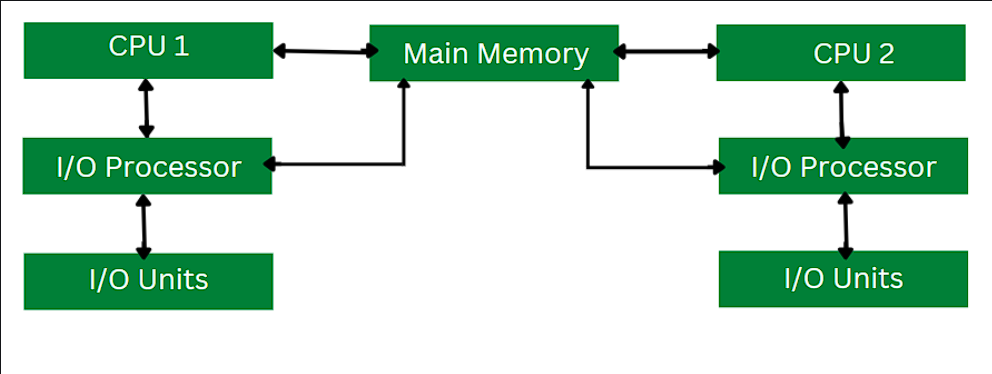 CPU 1
Main Memory
CPU 2
I/O Processor
I/O Processor
I/O Units
I/O Units